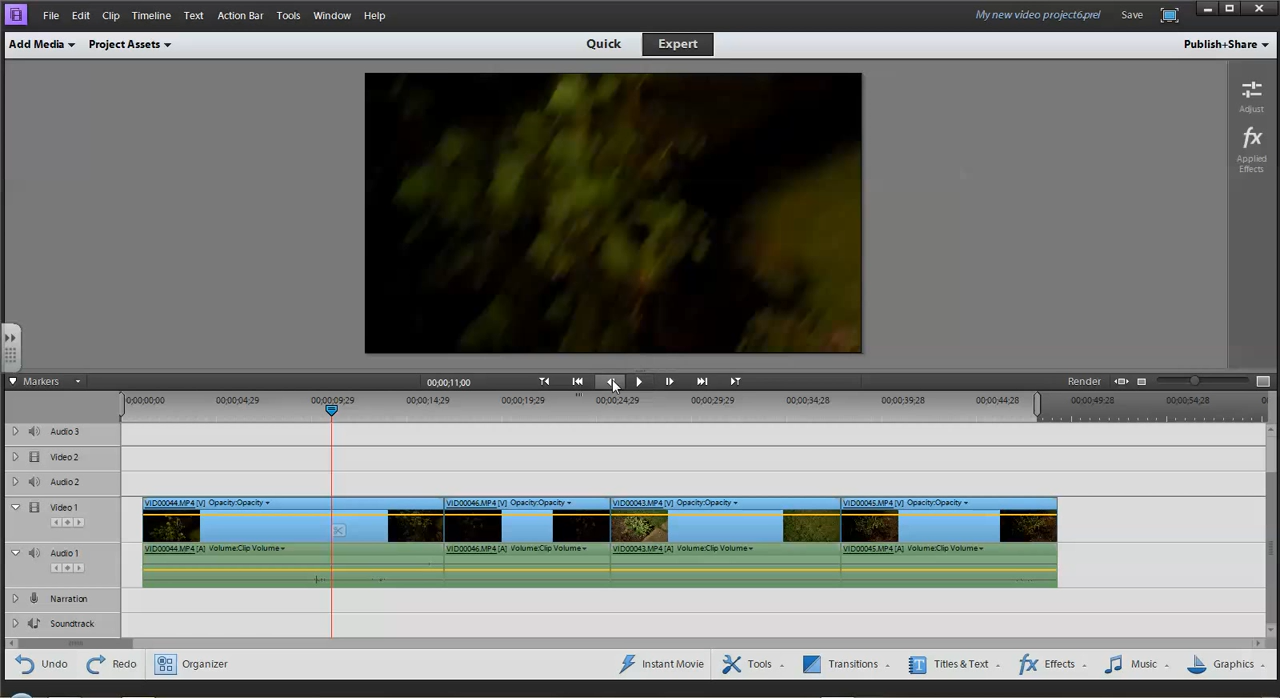 File Edit Clip Timeline Text Action Bar Tools Window Help My new video project6.prel Save
Add Media Project Assets Quick Expert Publish+Share
Adjust
fx
Applied
Effects
Markers 00;00;11;00 Render
00;00;00;00 00;00;04;29 00;00;09;29 00;00;14;29 00;00;19;29 00;00;24;29 00;00;29;29 00;00;34;28 00;00;39;28 00;00;44;28 00;00;49;28 00;00;54;28
Audio 3
Video 2
Audio 2
VID00044.MP4 [V] Opacity:Opacity VID00046.MP4 [V] Opacity:Opacity VID00043.MP4 [V] Opacity:Opacity VID00045.MP4 [V] Opacity:Opacity
Video 1
VID00044.MP4 [A] Volume:Clip Volume VID00046.MP4 [A] Volume:Clip Volume VID00043.MP4 [A] Volume:Clip Volume VID00045.MP4 [A] Volume:Clip Volume
Audio 1
Narration
Soundtrack
Undo Redo Organizer Instant Movie Tools Transitions Titles & Text fx Effects Music Graphics